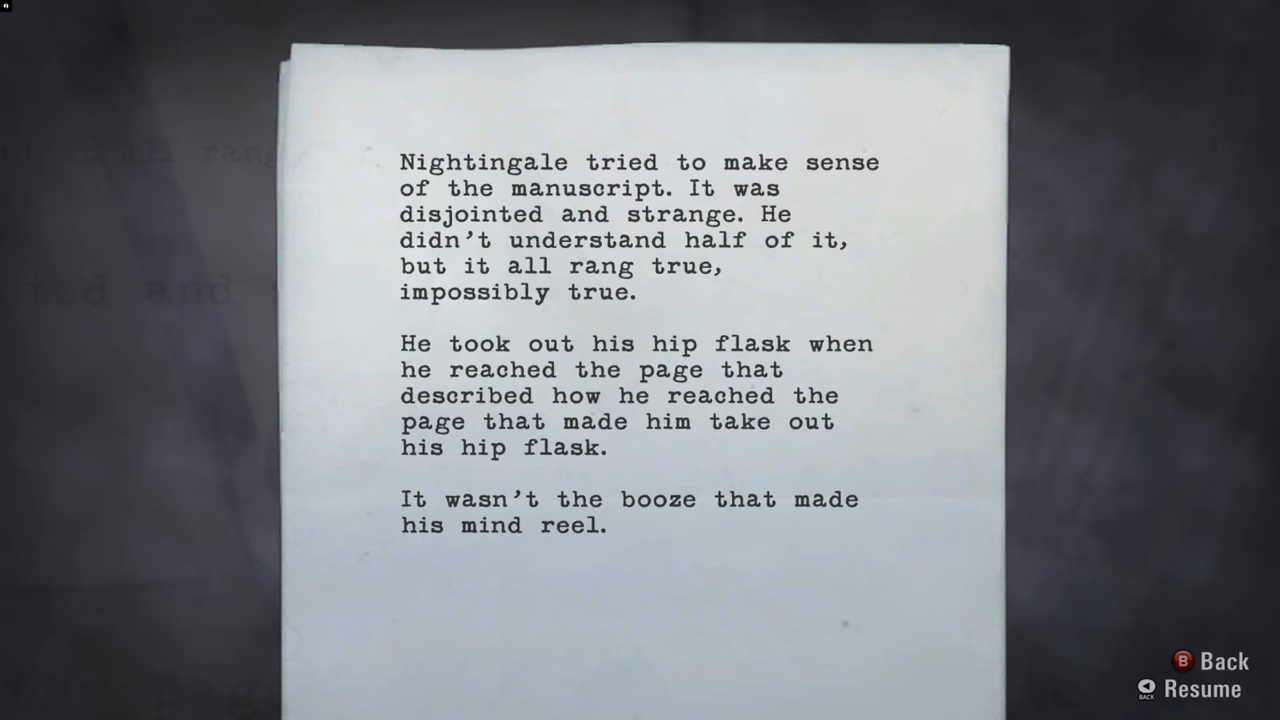 Nightingale tried to make sense
of the manuscript. It was
disjointed and strange. He
didn't understand half of it,
but it all rang true,
impossibly true.
He took out his hip flask when
he reached the page that
described how he reached the
page that made him take out
his hip flask.
It wasn't the booze that made
his mind reel.
B Back
BACK Resume